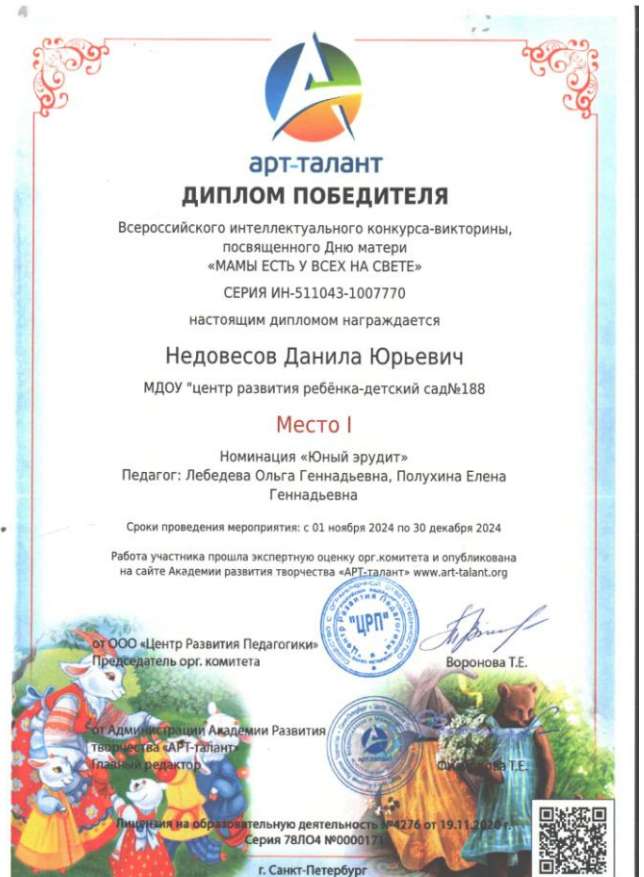 арт-талант
ДИПЛОМ ПОБЕДИТЕЛЯ
Всероссийского интеллектуального конкурса-викторины,
посвященного Дню матери
«МАМЫ ЕСТЬ У ВСЕХ НА СВЕТЕ»
СЕРИЯ ИН-511043-1007770
настоящим дипломом награждается
Недовесов Данила Юрьевич
МДОУ "центр развития ребёнка-детский сад№188
Место I
Номинация «Юный эрудит»
Педагог: Лебедева Ольга Геннадьевна, Полухина Елена
Геннадьевна
Сроки проведения мероприятия: с 01 ноября 2024 по 30 декабря 2024
Работа участника прошла экспертную оценку орг.комитета и опубликована
на сайте Академии развития творчества «АРТ-талант» www.art-talant.org
"ЦРП"
Центр Развития Педагогики
от ООО «Центр Развития Педагогики»
Председатель орг. комитета
Воронова Т.Е.
от Администрации Академии Развития
творчества «АРТ-талант»
Главный редактор
арт-талант
Т.Е.
Лицензия на образовательную деятельность №4276 от 19.11.2020 г.
Серия 78ЛО4 №0000171
г. Санкт-Петербург